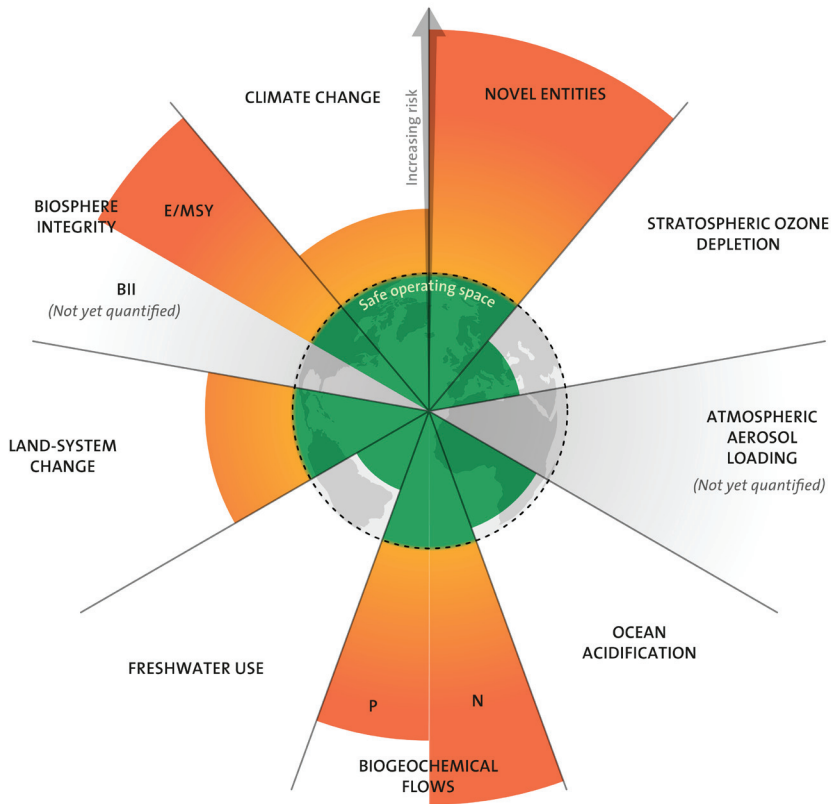 CLIMATE CHANGE
Increasing risk
NOVEL ENTITIES
BIOSPHERE
INTEGRITY
E/MSY
STRATOSPHERIC OZONE
DEPLETION
BII
(Not yet quantified)
Safe operating space
LAND-SYSTEM
CHANGE
ATMOSPHERIC
AEROSOL
LOADING
(Not yet quantified)
FRESHWATER USE
OCEAN
ACIDIFICATION
P
N
BIOGEOCHEMICAL
FLOWS